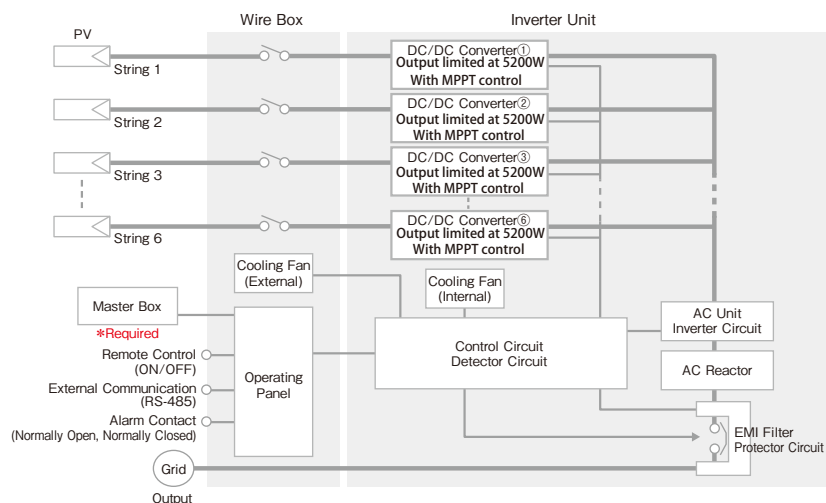 Wire Box
Inverter Unit
PV
String 1
DC/DC Converter①
Output limited at 5200W
With MPPT control
String 2
DC/DC Converter②
Output limited at 5200W
With MPPT control
String 3
DC/DC Converter③
Output limited at 5200W
With MPPT control
String 6
DC/DC Converter⑥
Output limited at 5200W
With MPPT control
Cooling Fan
(External)
Cooling Fan
(Internal)
Master Box
*Required
Remote Control
(ON/OFF)
External Communication
(RS-485)
Alarm Contact
(Normally Open, Normally Closed)
Operating
Panel
Control Circuit
Detector Circuit
AC Unit
Inverter Circuit
AC Reactor
EMI Filter
Protector Circuit
Grid
Output